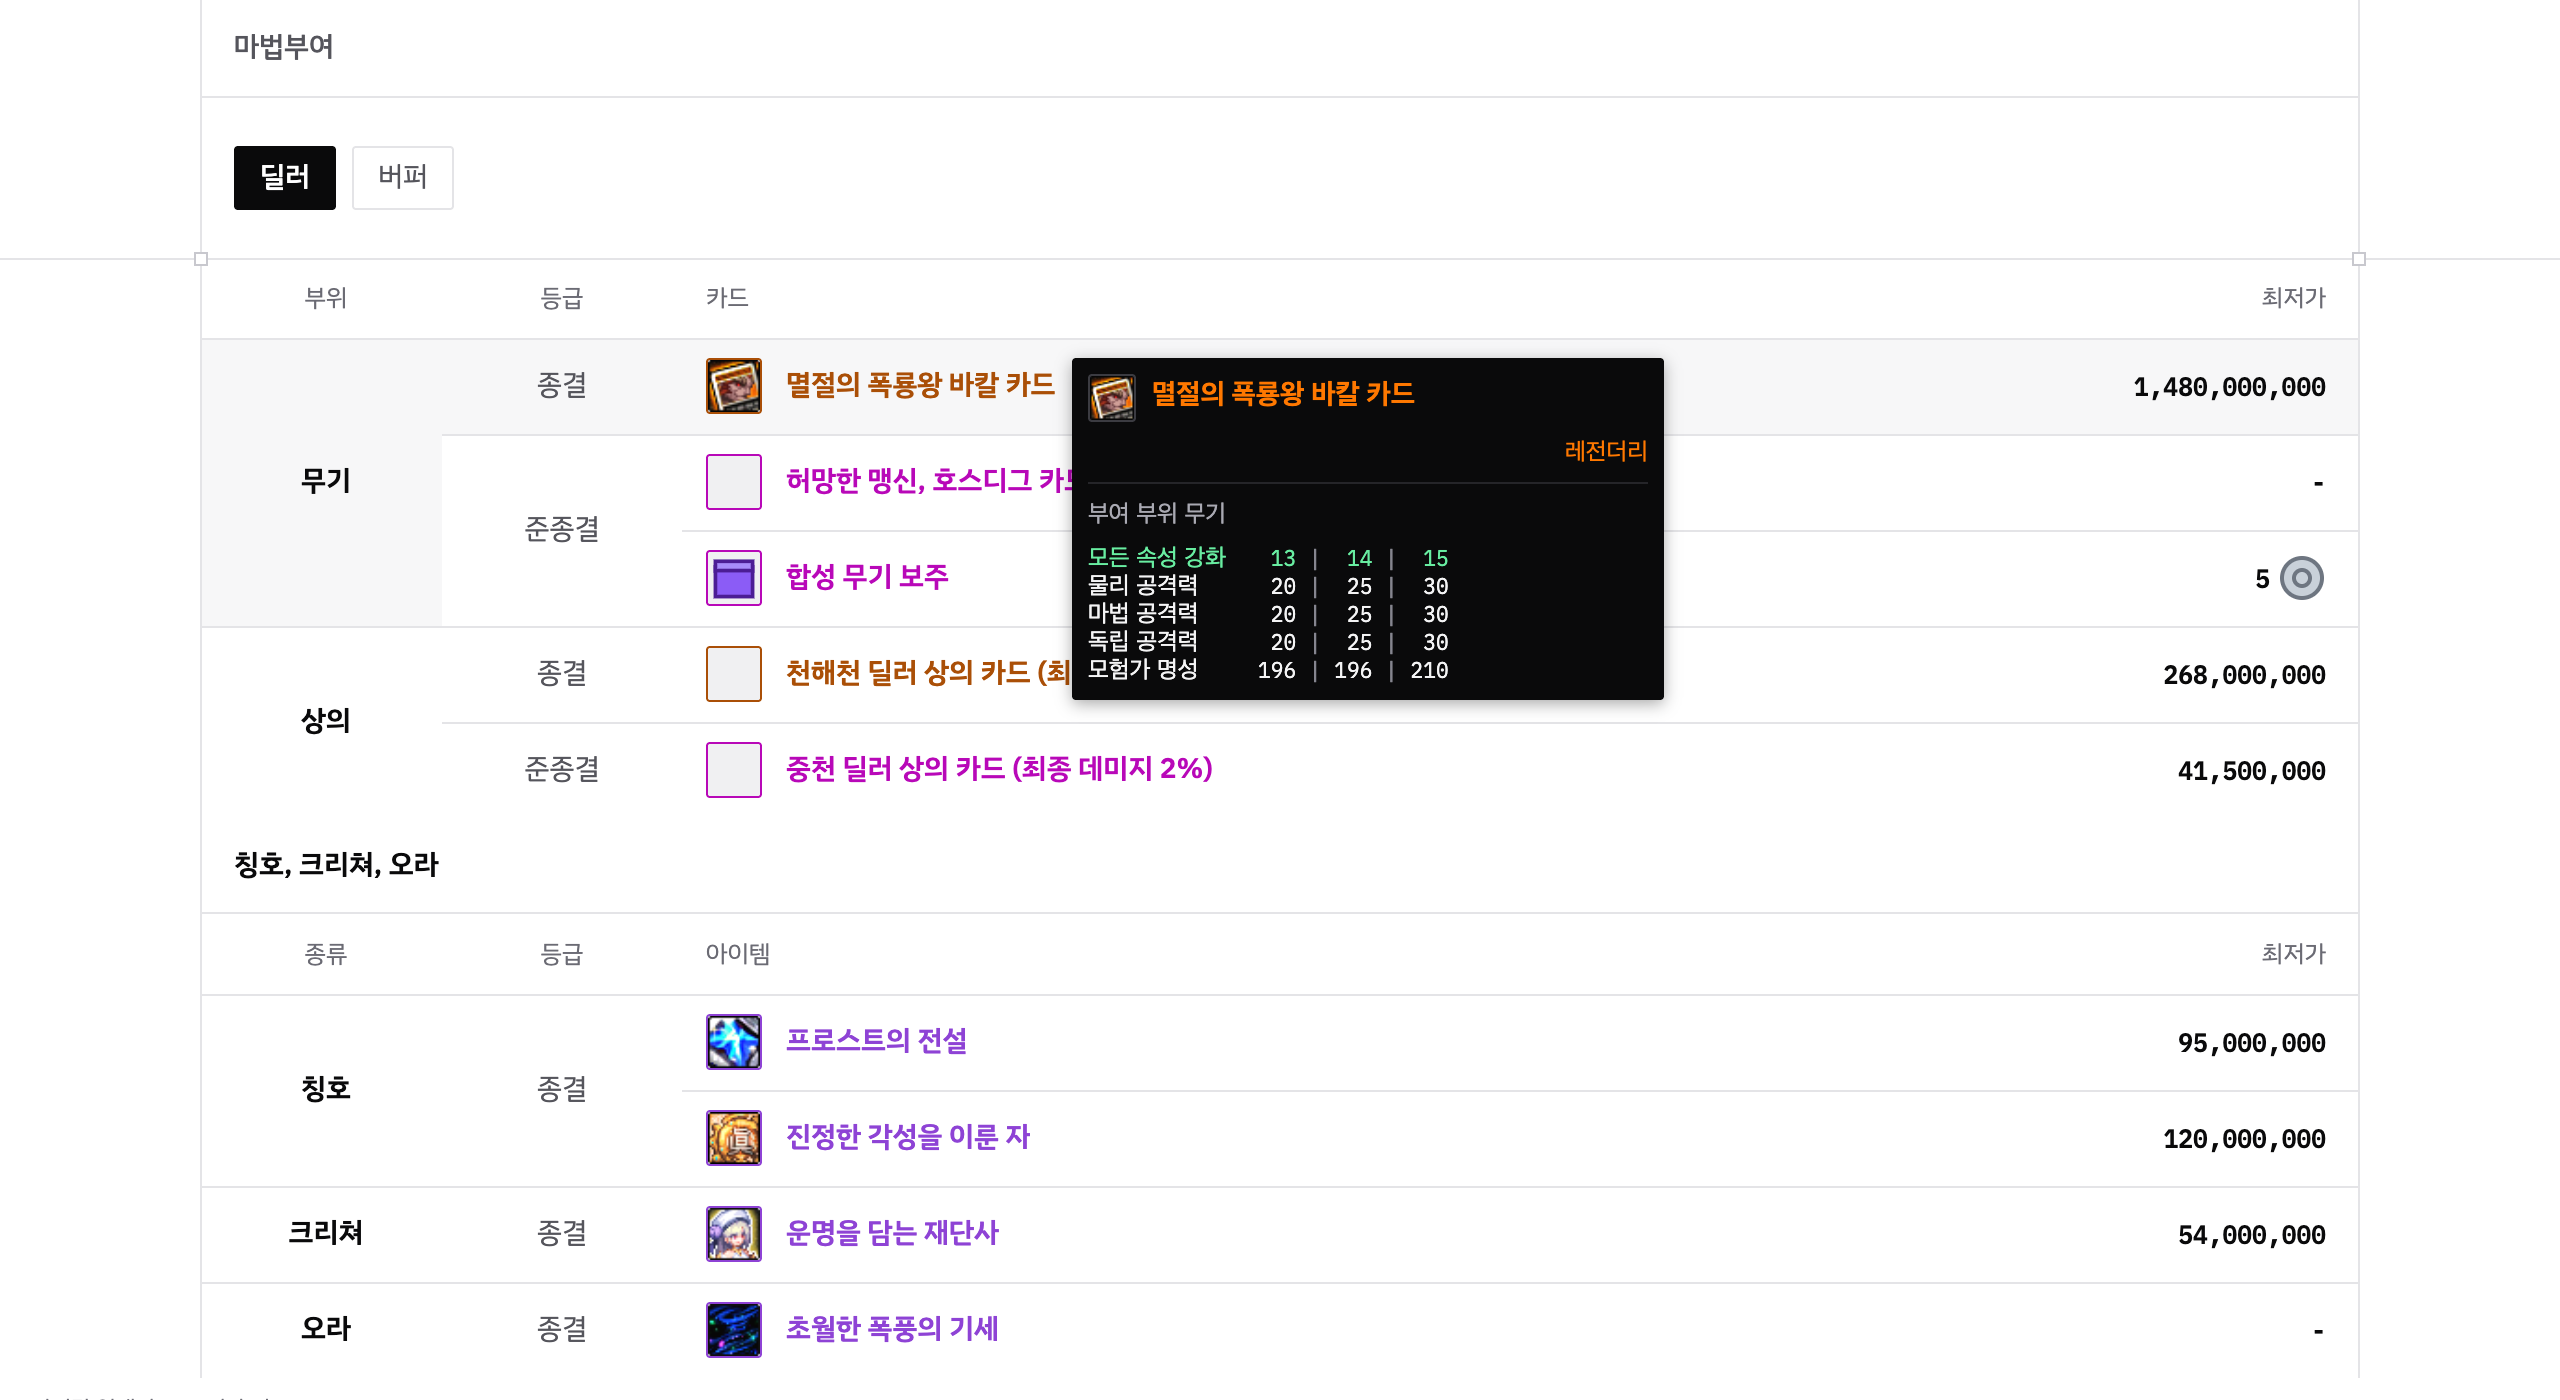 마법부여
딜러 버퍼
부위 등급 카드 최저가
무기
종결 멸절의 폭룡왕 바칼 카드 1,480,000,000
준종결
허망한 맹신, 호스디그 -
합성 무기 보주 5
멸절의 폭룡왕 바칼 카드
레전더리
부여 부위 무기
모든 속성 강화 13 | 14 | 15
물리 공격력 20 | 25 | 30
마법 공격력 20 | 25 | 30
독립 공격력 20 | 25 | 30
모험가 명성 196 | 196 | 210
상의
종결 천해천 딜러 상의 카드 (최 268,000,000
준종결 중천 딜러 상의 카드 (최종 데미지 2%) 41,500,000
칭호, 크리쳐, 오라
종류 등급 아이템 최저가
칭호 종결
프로스트의 전설 95,000,000
진정한 각성을 이룬 자 120,000,000
크리쳐 종결 운명을 담는 재단사 54,000,000
오라 종결 초월한 폭풍의 기세 -